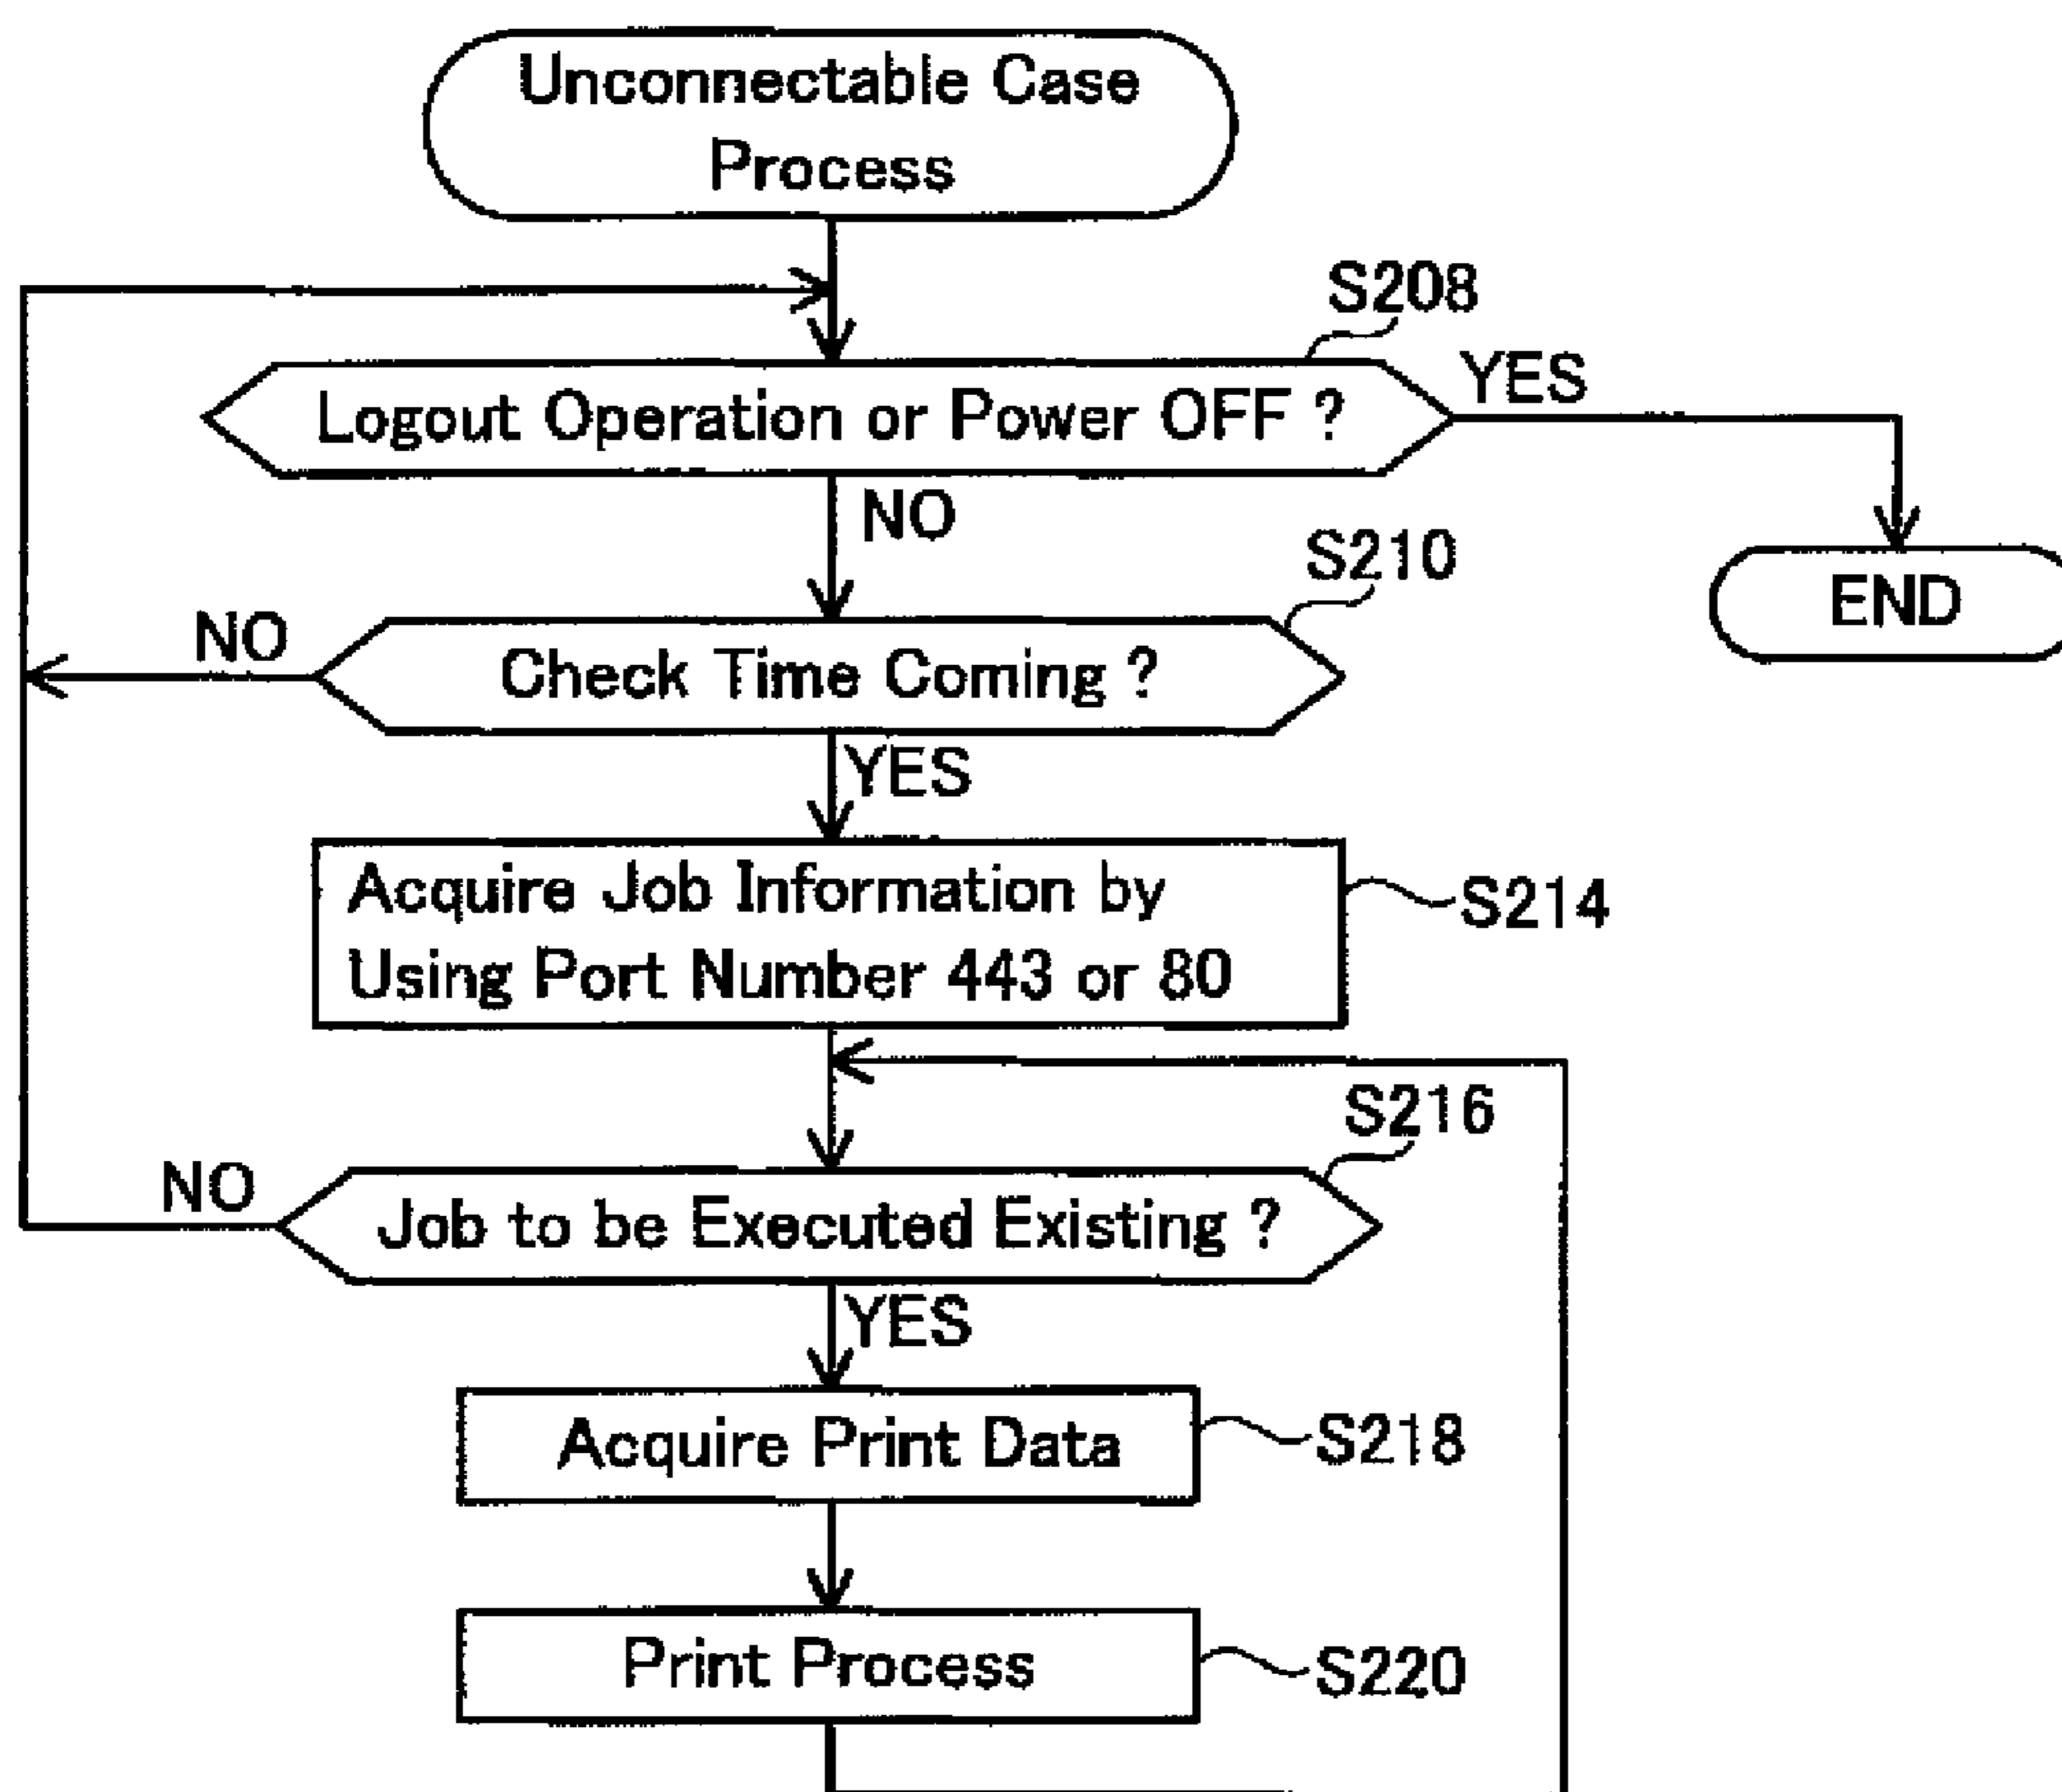 Unconnectable Case
Process
S208
Logout Operation or Power OFF ?
YES
NO
S210
END
NO
Check Time Coming ?
YES
Acquire Job Information by
Using Port Number 443 or 80
S214
S216
NO
Job to be Executed Existing ?
YES
Acquire Print Data
S218
Print Process
S220